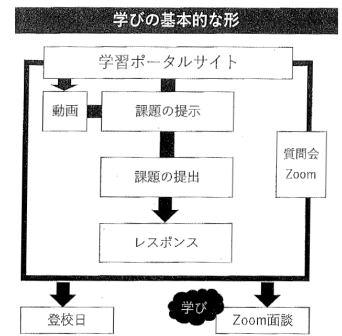 学びの基本的な形
学習ポータルサイト
動画
課題の提示
質問会
Zoom
課題の提出
レスポンス
学び
登校日
Zoom面談